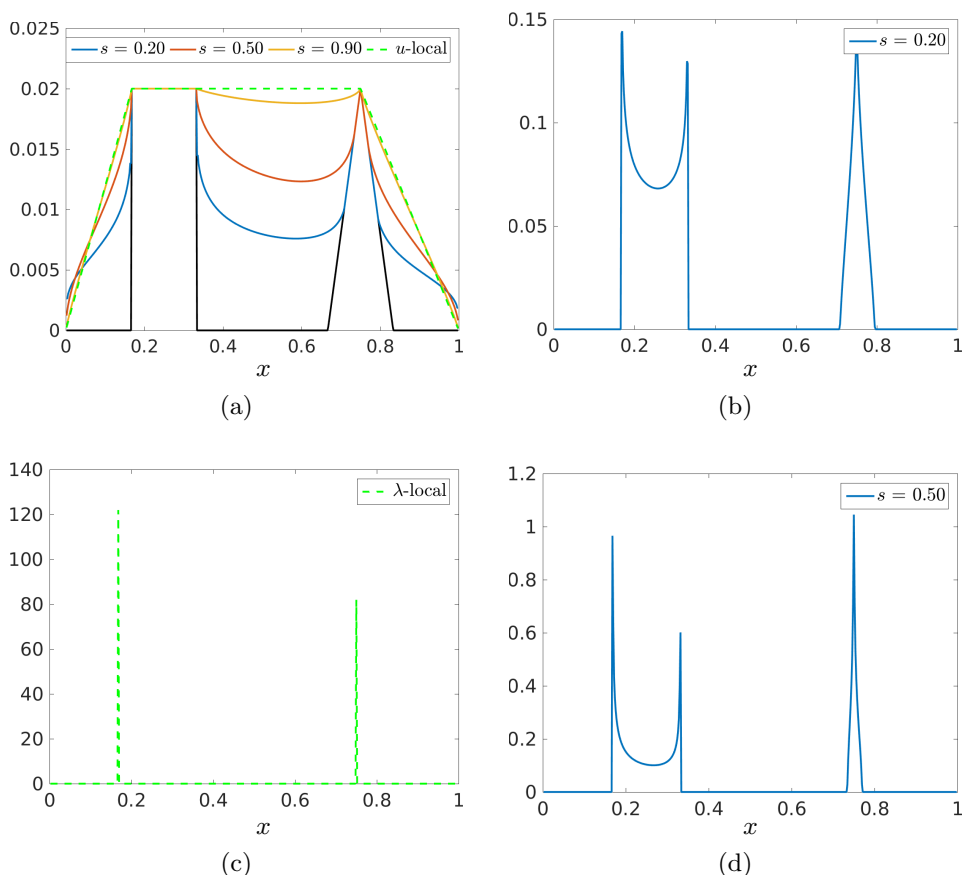 0.025
s = 0.20 s = 0.50 s = 0.90 u-local
0.02
0.015
0.01
0.005
0
0 0.2 0.4 0.6 0.8 1
x
(a)
0.15
s = 0.20
0.1
0.05
0
0 0.2 0.4 0.6 0.8 1
x
(b)
140
λ-local
120
100
80
60
40
20
0
0 0.2 0.4 0.6 0.8 1
x
(c)
1.2
s = 0.50
1
0.8
0.6
0.4
0.2
0
0 0.2 0.4 0.6 0.8 1
x
(d)